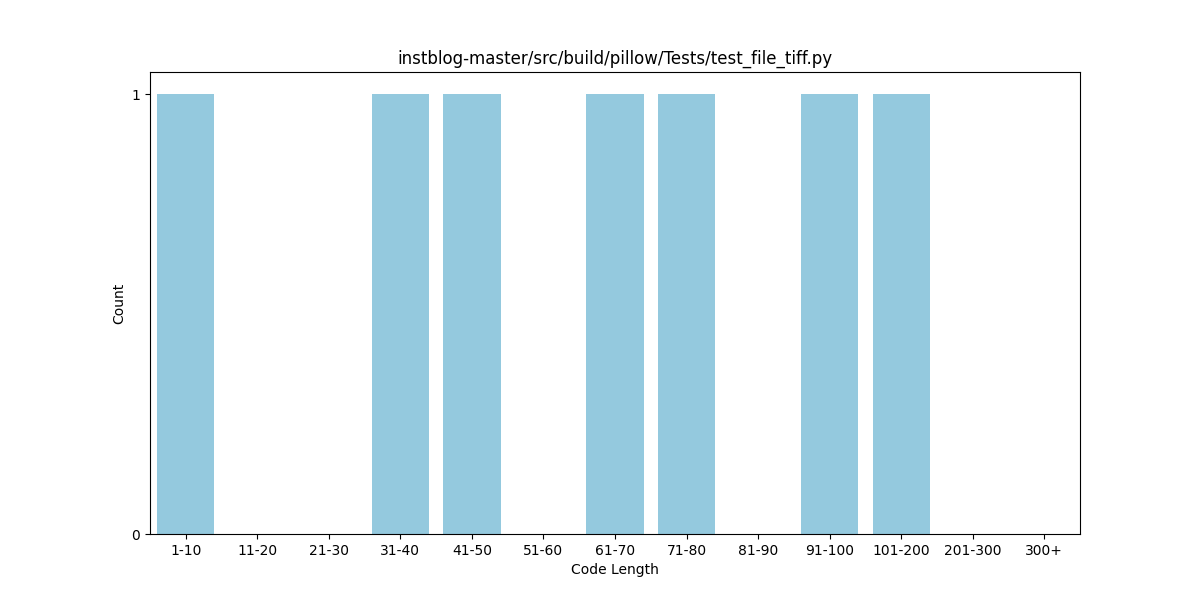 instblog-master/src/build/pillow/Tests/test_file_tiff.py
1
Count
0
1-10 11-20 21-30 31-40 41-50 51-60 61-70 71-80 81-90 91-100 101-200 201-300 300+
Code Length